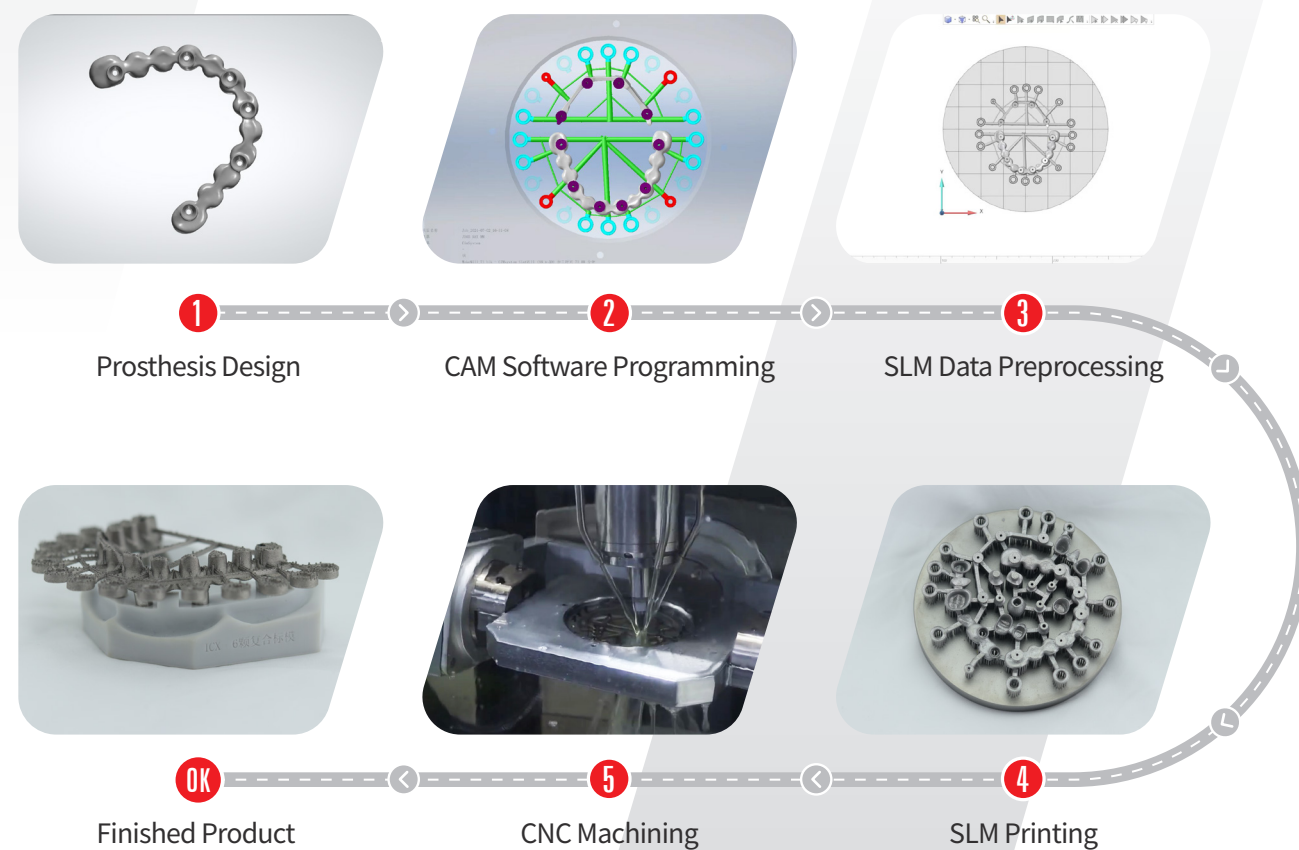 1
2
3
Prosthesis Design
CAM Software Programming
SLM Data Preprocessing
Y
X
OK
5
4
Finished Product
CNC Machining
SLM Printing